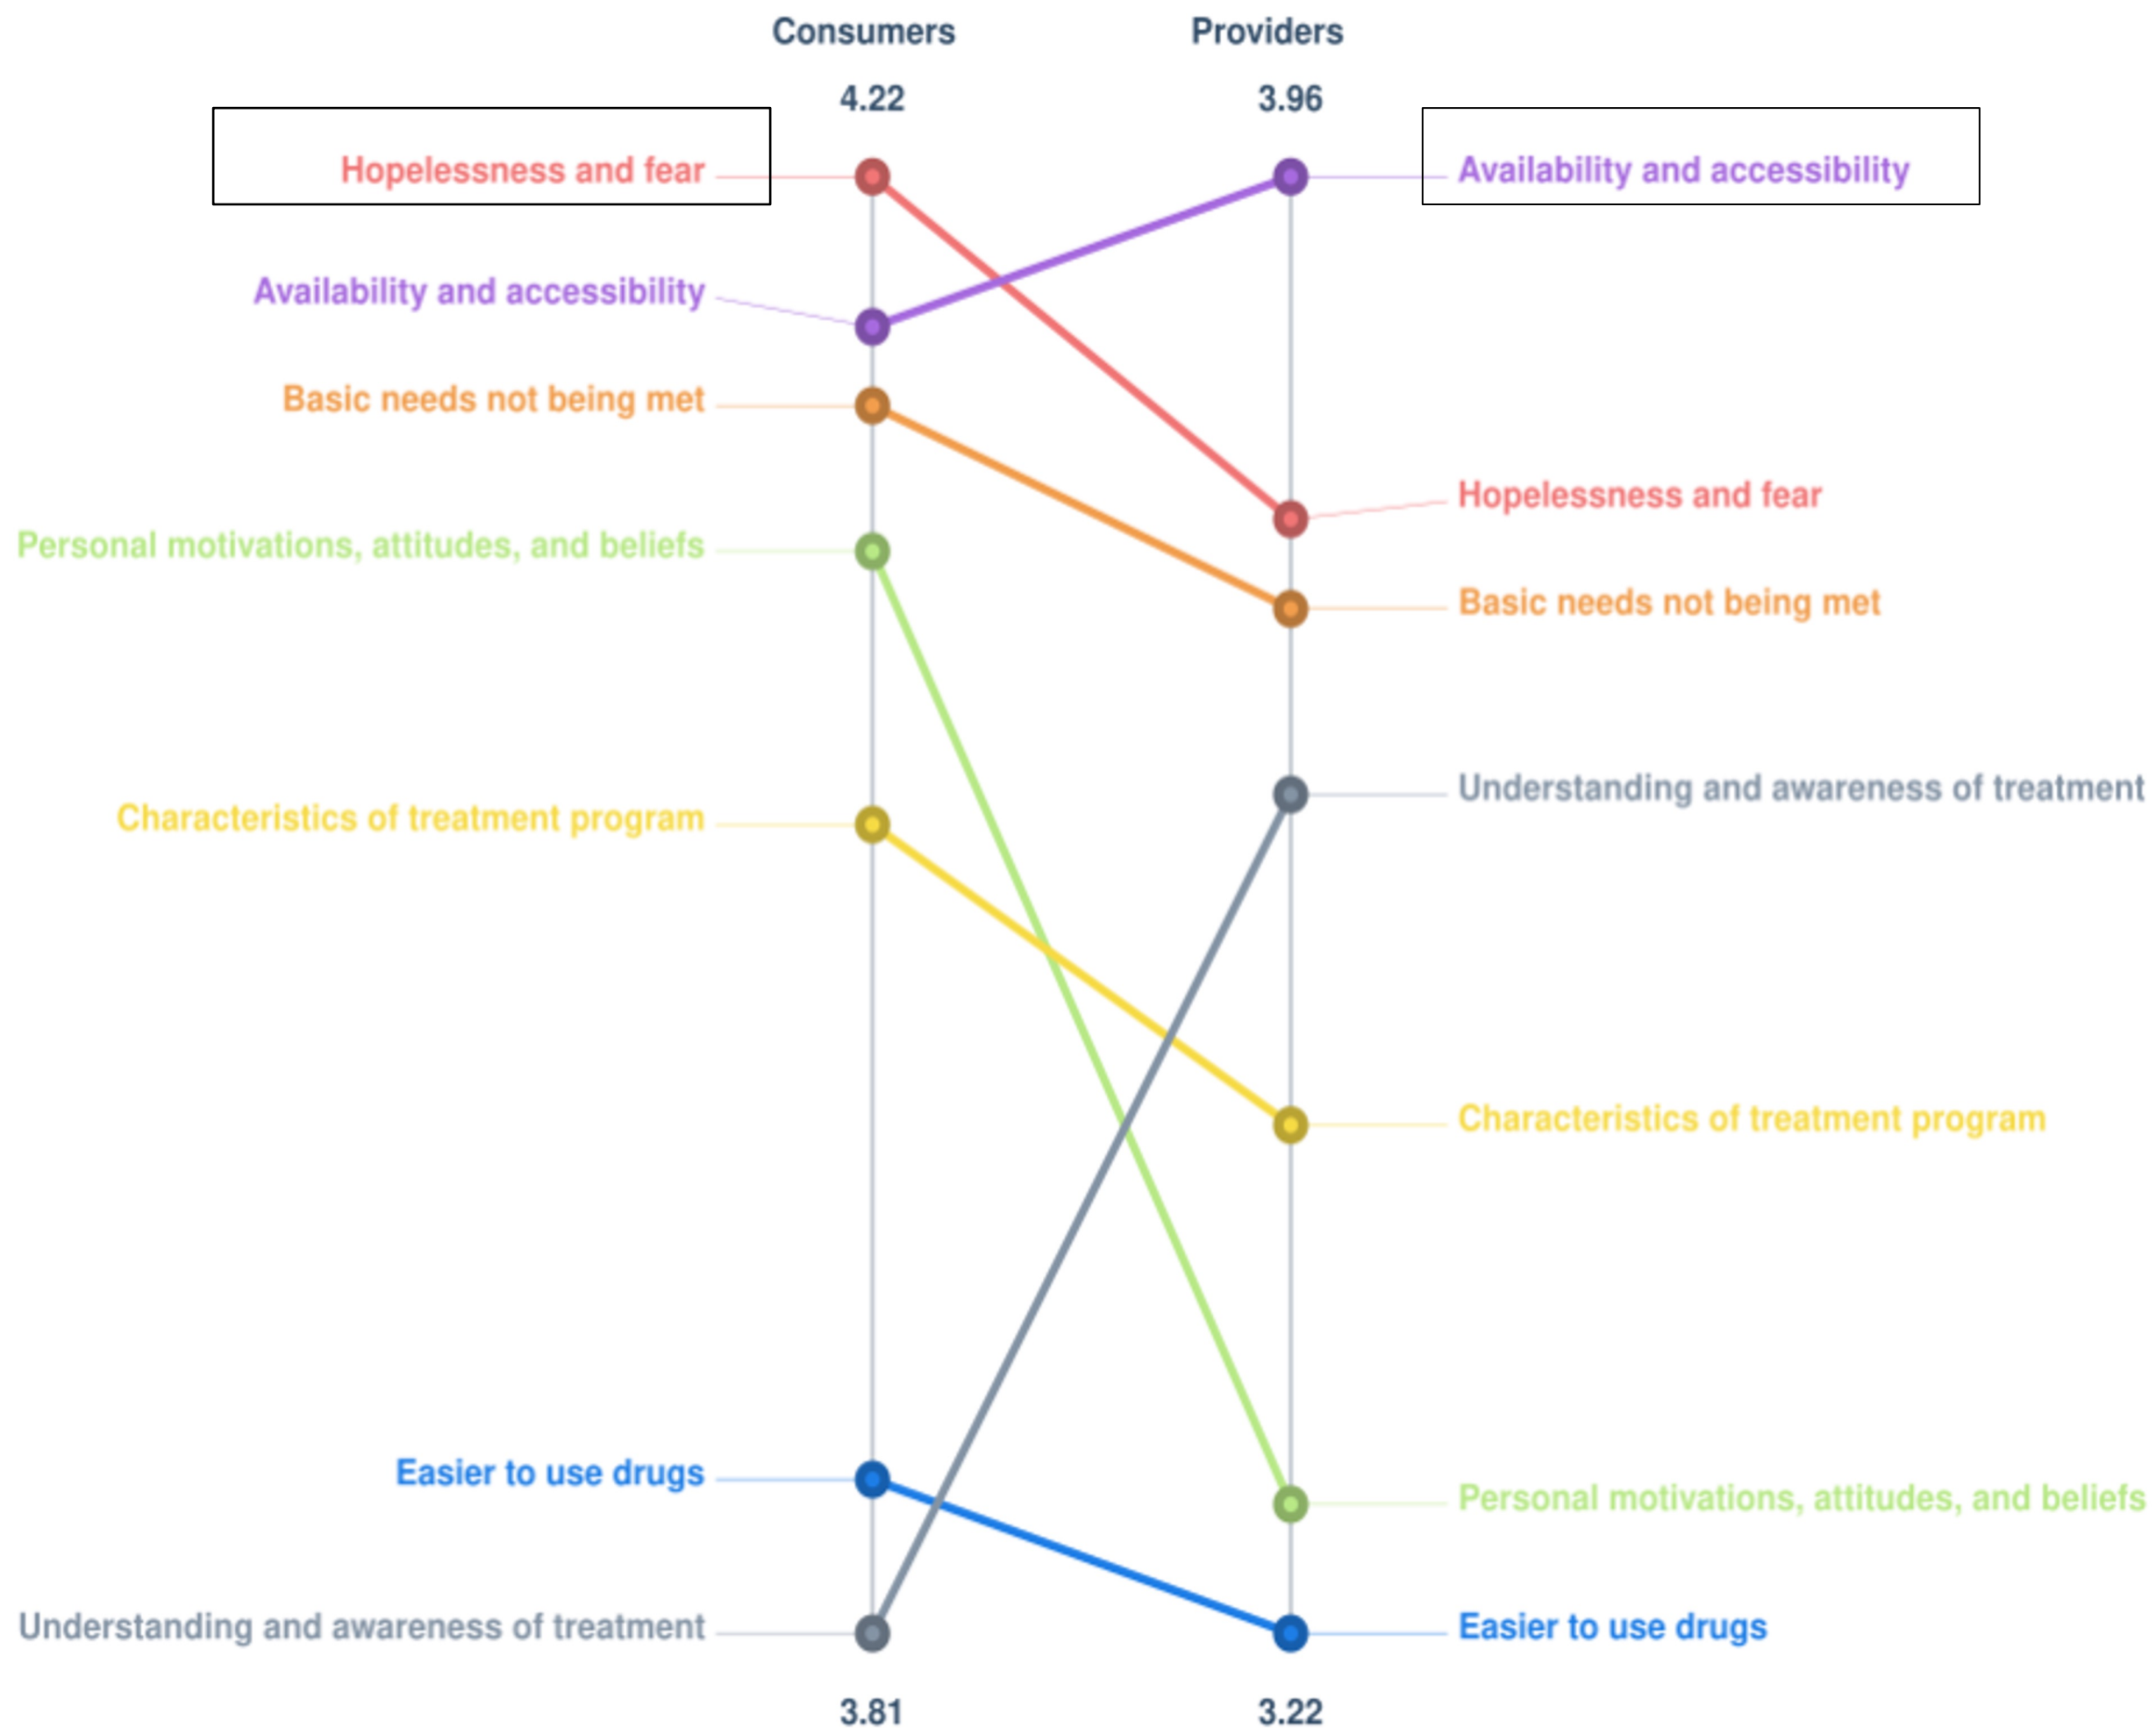 Consumers
Providers
4.22
3.96
Hopelessness and fear
Availability and accessibility
Availability and accessibility
Basic needs not being met
Hopelessness and fear
Personal motivations, attitudes, and beliefs
Basic needs not being met
Understanding and awareness of treatment
Characteristics of treatment program
Characteristics of treatment program
Easier to use drugs
Personal motivations, attitudes, and beliefs
Understanding and awareness of treatment
Easier to use drugs
3.81
3.22